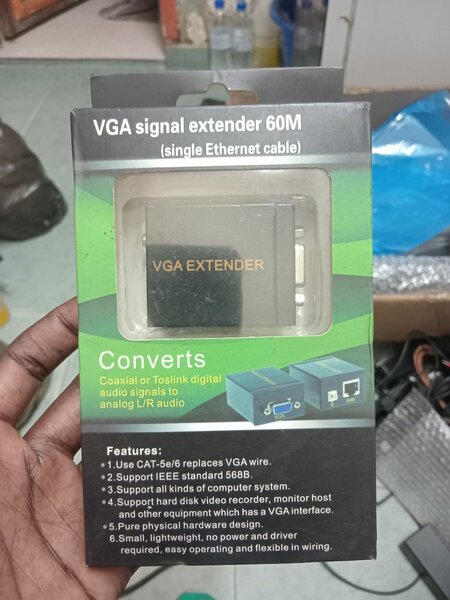 VGA signal extender 60M
(single Ethernet cable)
VGA EXTENDER
Converts
Coaxial or Toslink digital
audio signals to
analog L/R audio
VGA
Features:
• 1.Use CAT-5e/6 replaces VGA wire.
• 2.Support IEEE standard 568B.
• 3.Support all kinds of computer system.
• 4.Support hard disk video recorder, monitor host
and other equipment which has a VGA interface.
• 5.Pure physical hardware design.
6.Small, lightweight, no power and driver
required, easy operating and flexible in wiring.